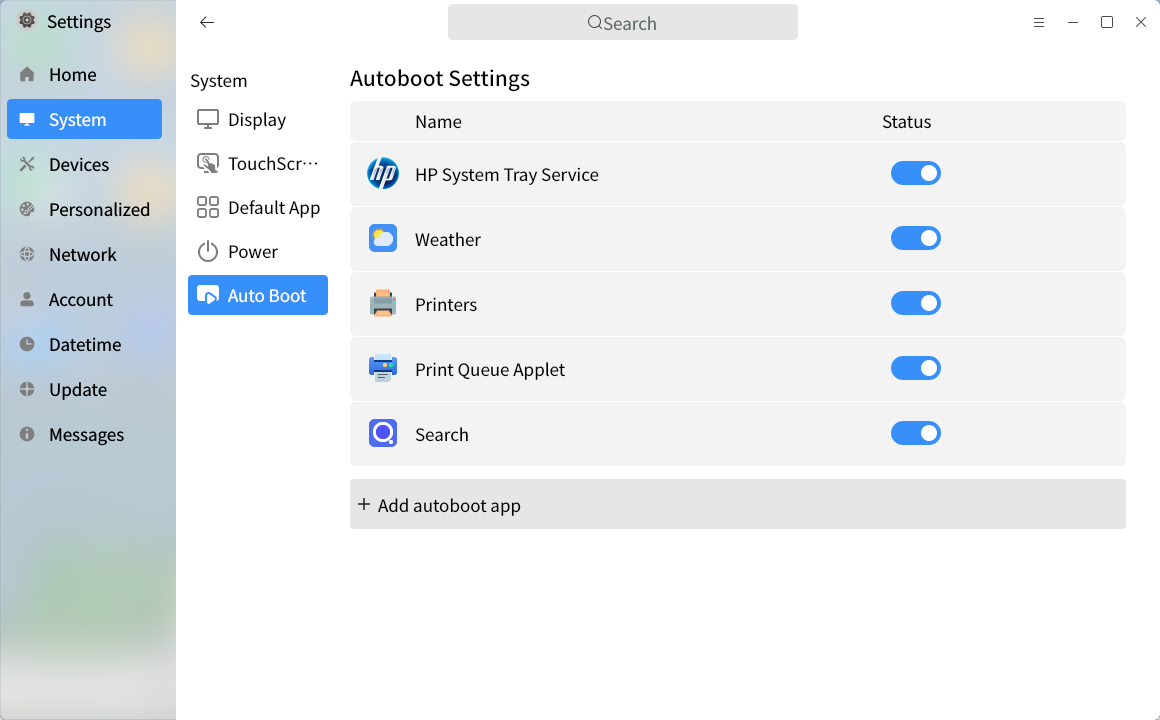 Settings
Search
Home
System
Devices
Personalized
Network
Account
Datetime
Update
Messages
System
Display
TouchScr···
Default App
Power
Auto Boot
Autoboot Settings
Name Status
hp HP System Tray Service
Weather
Printers
Print Queue Applet
Search
+ Add autoboot app